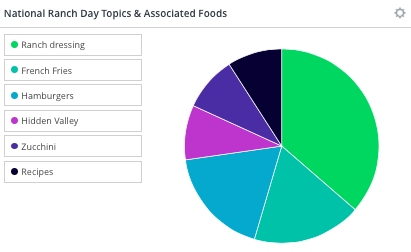 National Ranch Day Topics & Associated Foods
Ranch dressing
French Fries
Hamburgers
Hidden Valley
Zucchini
Recipes